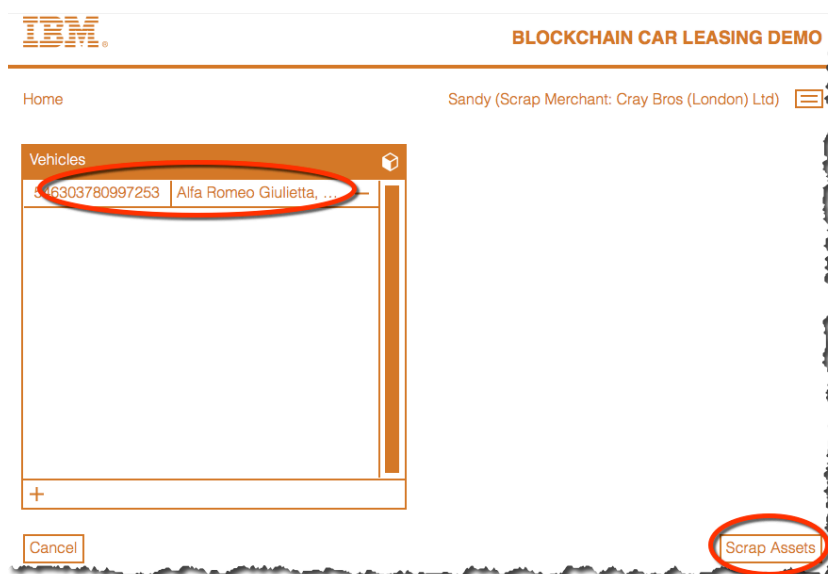 IBM®
BLOCKCHAIN CAR LEASING DEMO
Home
Sandy (Scrap Merchant: Cray Bros (London) Ltd)
Vehicles
Alfa Romeo Giulietta, ...
+
Cancel
Scrap Assets